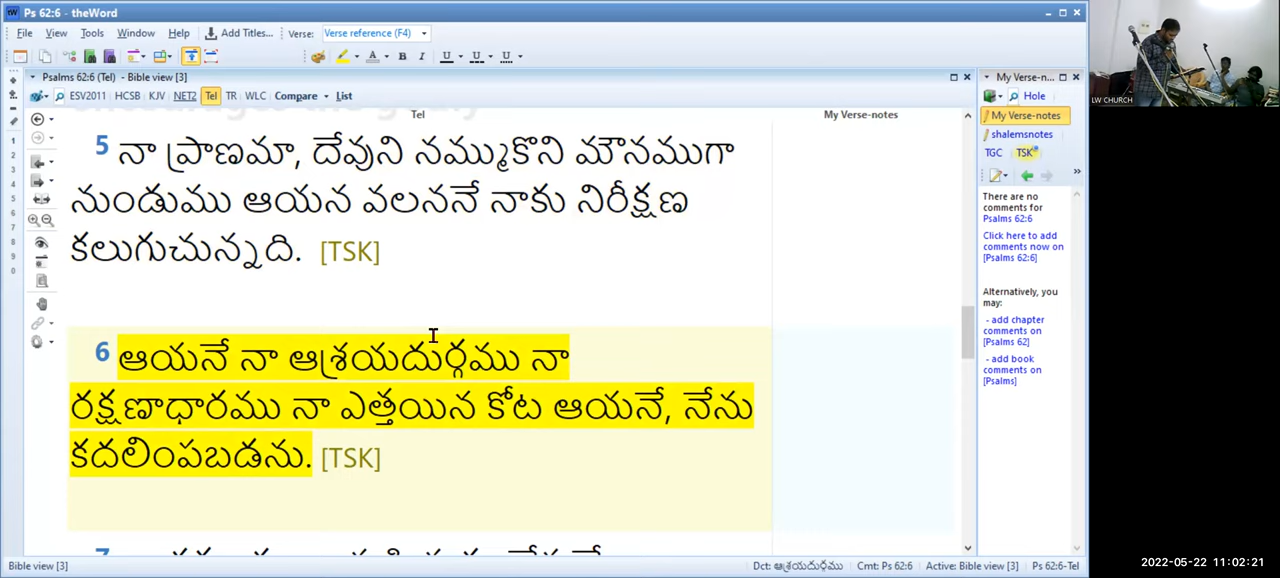 Ps 62:6 - theWord
File View Tools Window Help Add Titles... Verse: Verse reference (F4)
Psalms 62:6 (Tel) - Bible view [3]
ESV2011 HCSB KJV NET2 Tel TR WLC Compare List
Tel
My Verse-notes
5 నా ప్రాణమా, దేవుని నమ్ముకొని మౌనముగా
నుండుము ఆయన వలననే నాకు నిరీక్షణ
కలుగుచున్నది. [TSK]
6 ఆయనే నా ఆశ్రయదుర్గము నా
రక్షణాధారము నా ఎత్తయిన కోట ఆయనే, నేను
కదలింపబడను. [TSK]
My Verse-n...
Hole
My Verse-notes
shalemsnotes
TGC TSK
There are no
comments for
Psalms 62:6
Click here to add
comments now on
[Psalms 62:6]
Alternatively, you
may:
- add chapter
comments on
[Psalms 62]
- add book
comments on
[Psalms]
LW CHURCH
Bible view [3] Dct: ఆశ్రయదుర్గము Cmt: Ps 62:6 Active: Bible view [3] Ps 62:6-Tel
2022-05-22 11:02:21